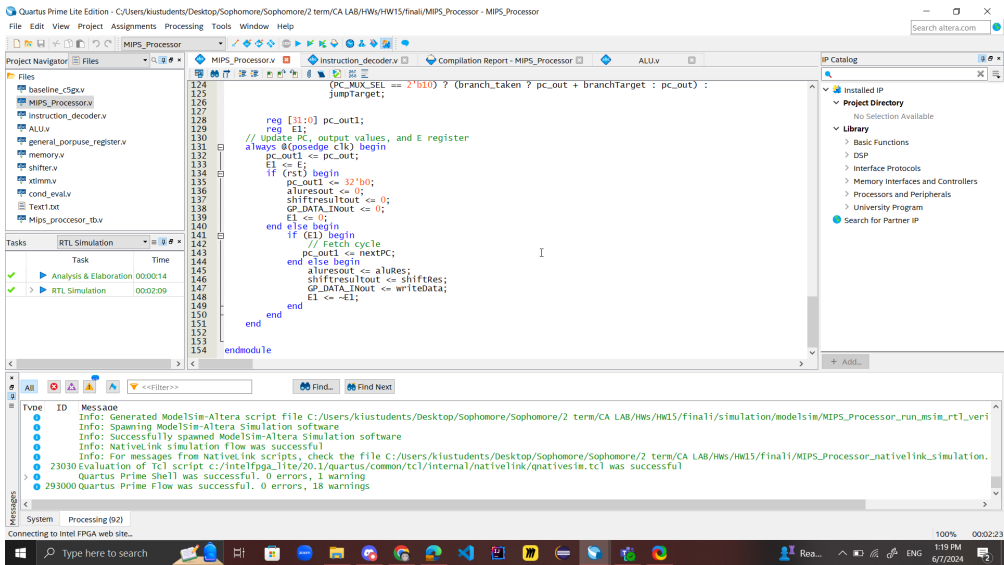 Quartus Prime Lite Edition - C:/Users/kiustudents/Desktop/Sophomore/Sophomore/2 term/CA LAB/HWs/HW15/finali/MIPS_Processor - MIPS_Processor
File Edit View Project Assignments Processing Tools Window Help
Search altera.com
MIPS_Processor
Project Navigator Files
MIPS_Processor.v
instruction_decoder.v
Compilation Report - MIPS_Processor
ALU.v
IP Catalog
Files
baseline_c5gx.v
MIPS_Processor.v
instruction_decoder.v
ALU.v
general_porpuse_register.v
memory.v
shifter.v
xtimm.v
cond_eval.v
Text1.txt
Mips_proccesor_tb.v
Tasks RTL Simulation
Task Time
Analysis & Elaboration 00:00:14
RTL Simulation 00:02:09
124 (PC_MUX_SEL == 2'b10) ? (branch_taken ? pc_out + branchTarget : pc_out) :
125 jumpTarget;
126
127
128 reg [31:0] pc_out1;
129 reg E1;
130 // Update PC, output values, and E register
131 always @(posedge clk) begin
132 pc_out1 <= pc_out;
133 E1 <= E;
134 if (rst) begin
135 pc_out1 <= 32'b0;
136 aluresout <= 0;
137 shiftresultout <= 0;
138 GP_DATA_INout <= 0;
139 E1 <= 0;
140 end else begin
141 if (E1) begin
142 // Fetch cycle
143 pc_out1 <= nextPC;
144 end else begin
145 aluresout <= aluRes;
146 shiftresultout <= shiftRes;
147 GP_DATA_INout <= writeData;
148 E1 <= ~E1;
149 end
150 end
151 end
152
153
154 endmodule
Installed IP
Project Directory
No Selection Available
Library
Basic Functions
DSP
Interface Protocols
Memory Interfaces and Controllers
Processors and Peripherals
University Program
Search for Partner IP
+ Add...
All
<<Filter>>
Find...
Find Next
Type ID Message
Info: Generated ModelSim-Altera script file C:/Users/kiustudents/Desktop/Sophomore/Sophomore/2 term/CA LAB/HWs/HW15/finali/simulation/modelsim/MIPS_Processor_run_msim_rtl_veri
Info: Spawning ModelSim-Altera Simulation software
Info: Successfully spawned ModelSim-Altera Simulation software
Info: NativeLink simulation flow was successful
Info: For messages from NativeLink scripts, check the file C:/Users/kiustudents/Desktop/Sophomore/Sophomore/2 term/CA LAB/HWs/HW15/finali/MIPS_Processor_nativelink_simulation.
23030 Evaluation of Tcl script c:/intelfpga_lite/20.1/quartus/common/tcl/internal/nativelink/qnativesim.tcl was successful
Quartus Prime Shell was successful. 0 errors, 1 warning
293000 Quartus Prime Flow was successful. 0 errors, 18 warnings
Messages
System Processing (92)
Connecting to Intel FPGA web site...
100% 00:02:23
Type here to search
Rea...
ENG
1:19 PM
6/7/2024
2